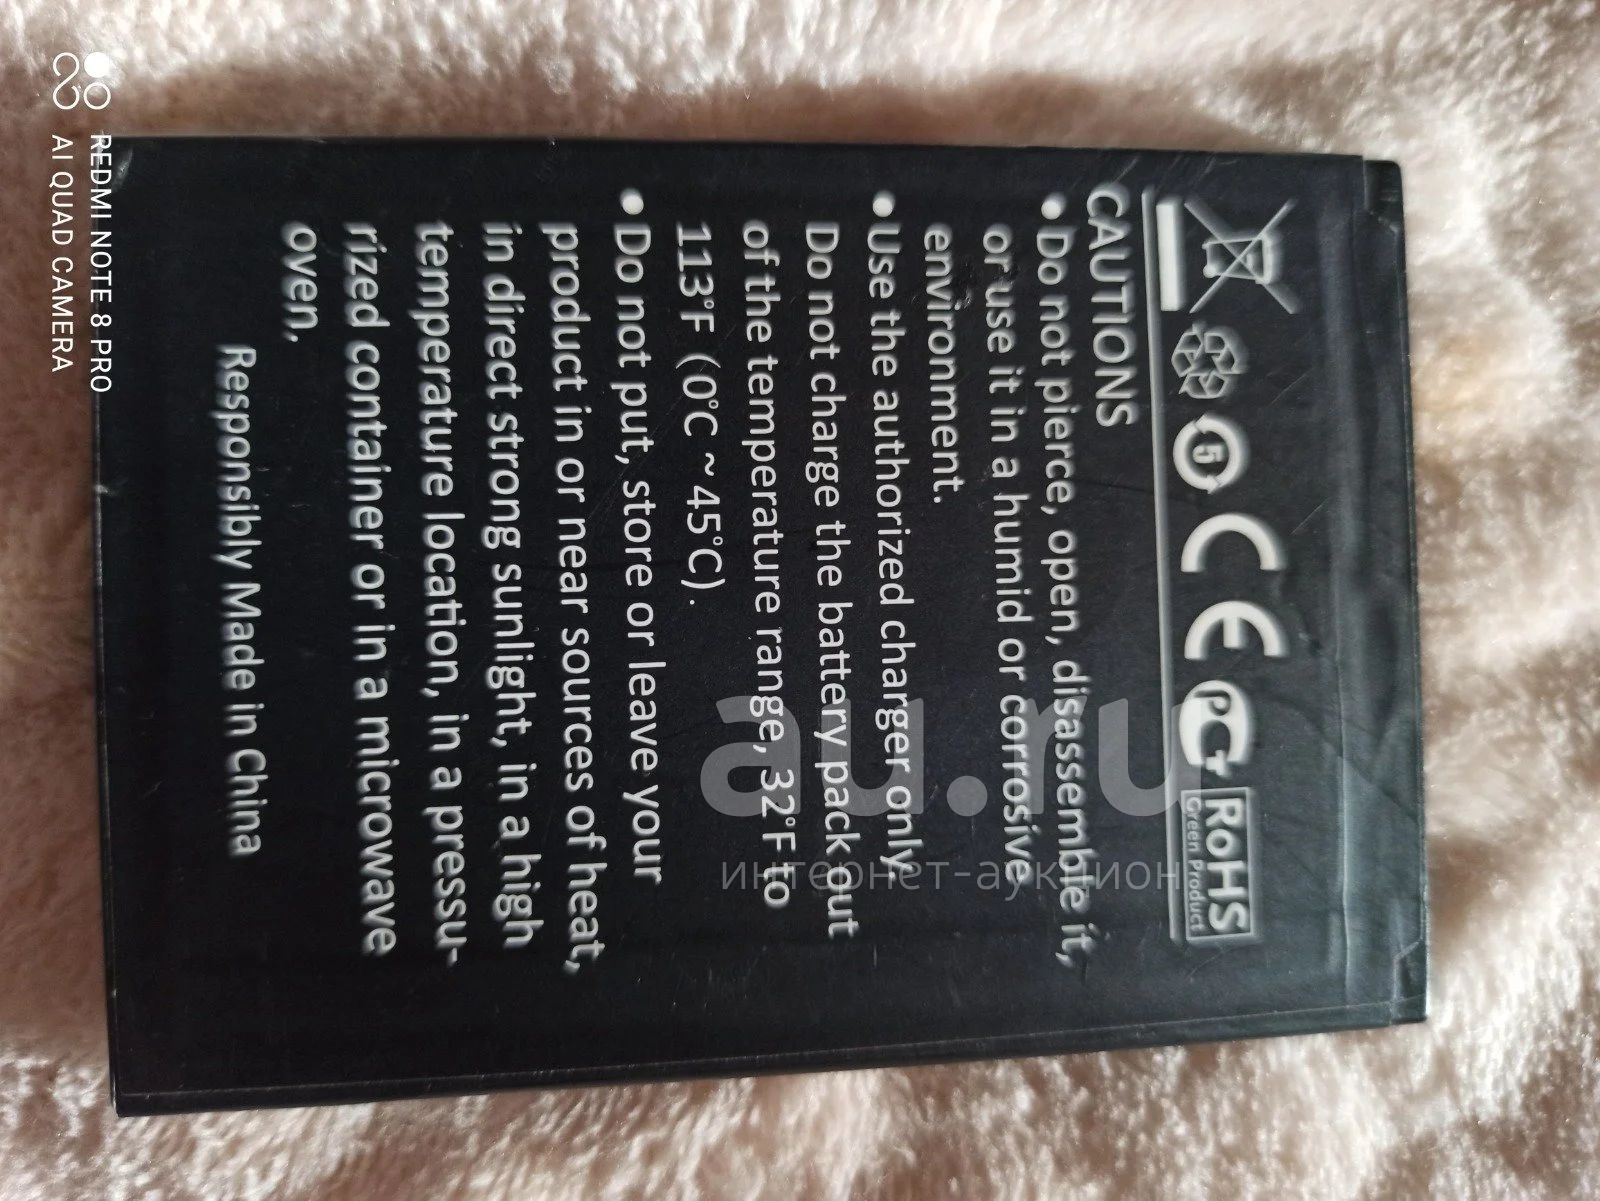 5
CE
PCT
RoHS
Green Product
CAUTIONS
• Do not pierce, open, disassemble it,
or use it in a humid or corrosive
environment.
• Use the authorized charger only.
Do not charge the battery pack out
of the temperature range, 32°F to
113°F (0°C ~ 45°C).
• Do not put, store or leave your
product in or near sources of heat,
in direct strong sunlight, in a high
temperature location, in a pressu-
rized container or in a microwave
oven.
Responsibly Made in China
au.ru
интернет-аукцион
REDMI NOTE 8 PRO
AI QUAD CAMERA